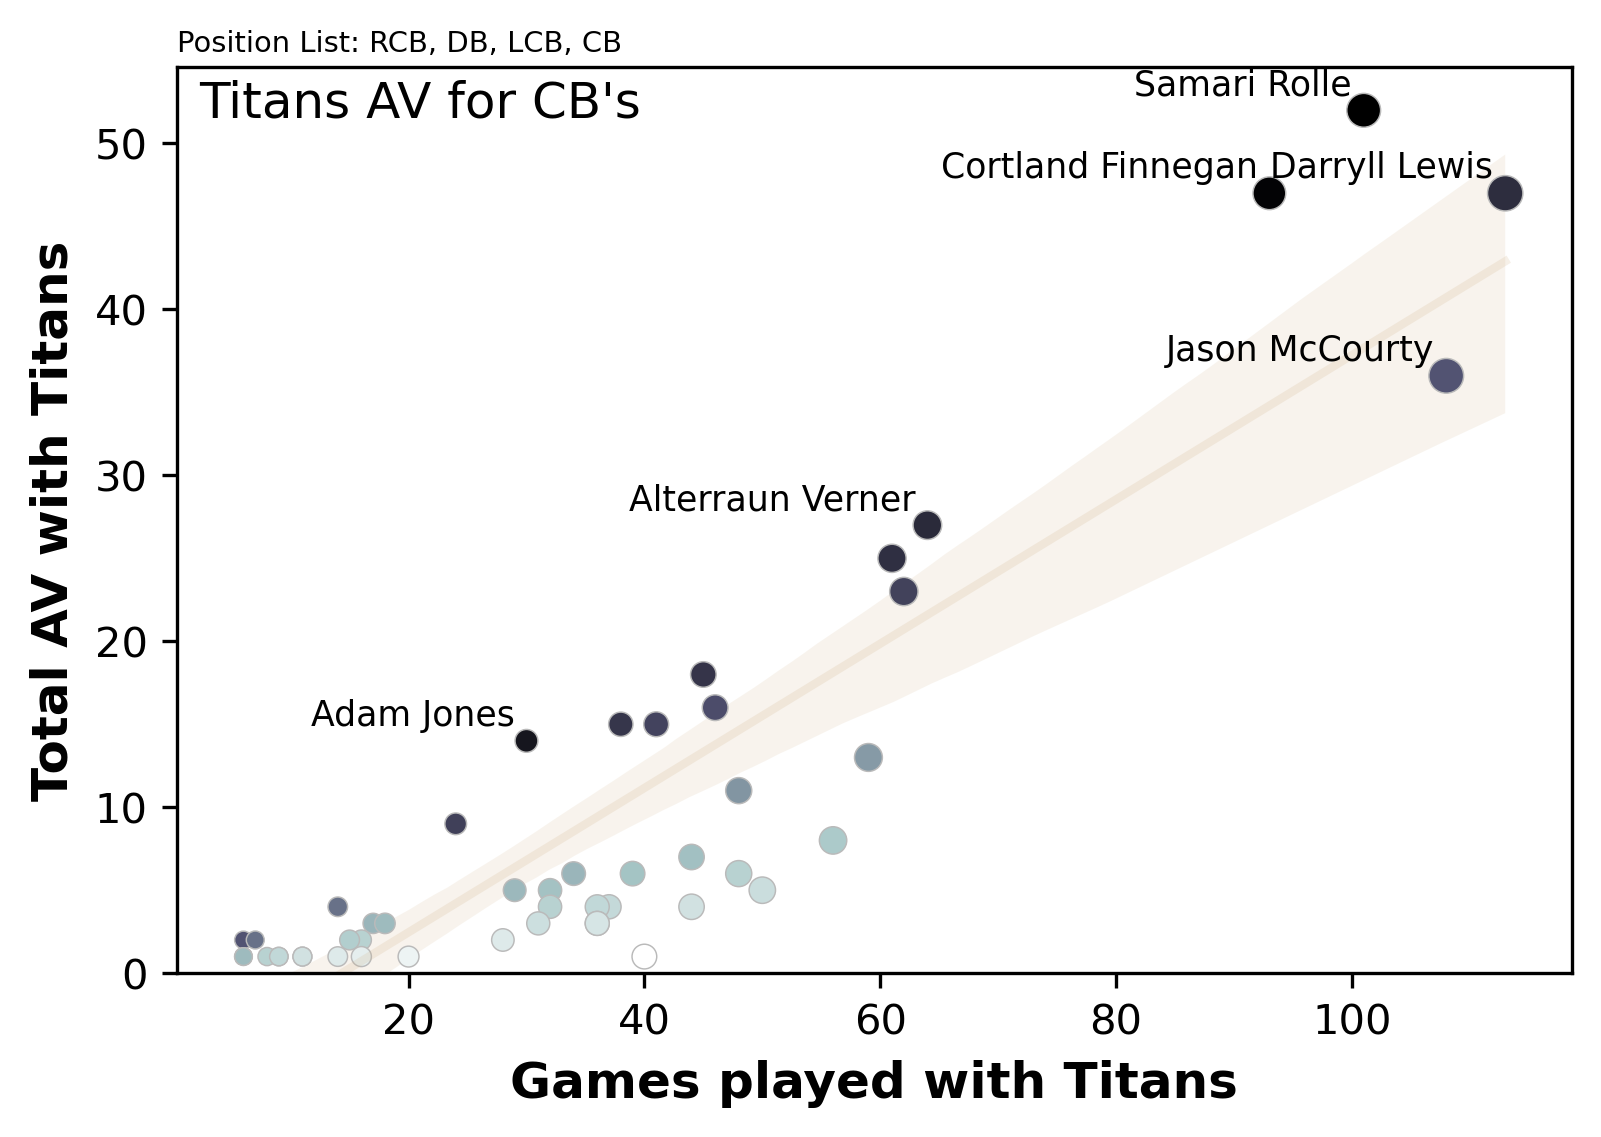 Position List: RCB, DB, LCB, CB
Titans AV for CB's
Samari Rolle
Cortland Finnegan
Darryll Lewis
Jason McCourty
Alterraun Verner
Adam Jones
Total AV with Titans
50
40
30
20
10
0
20
40
60
80
100
Games played with Titans